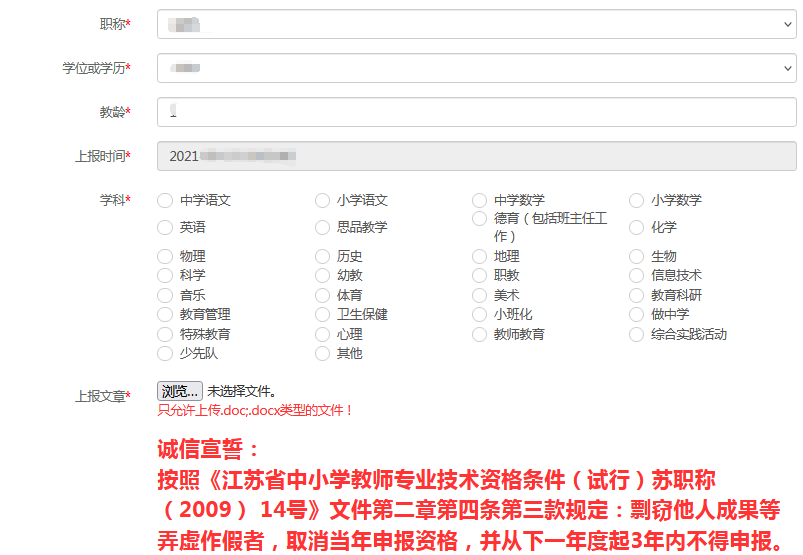 职称*
学位或学历*
教龄*
1
上报时间*
2021
学科*
中学语文 小学语文 中学数学 小学数学
英语 思品教学 德育（包括班主任工作） 化学
物理 历史 地理 生物
科学 幼教 职教 信息技术
音乐 体育 美术 教育科研
教育管理 卫生保健 小班化 做中学
特殊教育 心理 教师教育 综合实践活动
少先队 其他
上报文章*
浏览... 未选择文件。
只允许上传.doc;.docx类型的文件！
诚信宣誓：
按照《江苏省中小学教师专业技术资格条件（试行）苏职称
（2009） 14号》文件第二章第四条第三款规定：剽窃他人成果等
弄虚作假者，取消当年申报资格，并从下一年度起3年内不得申报。